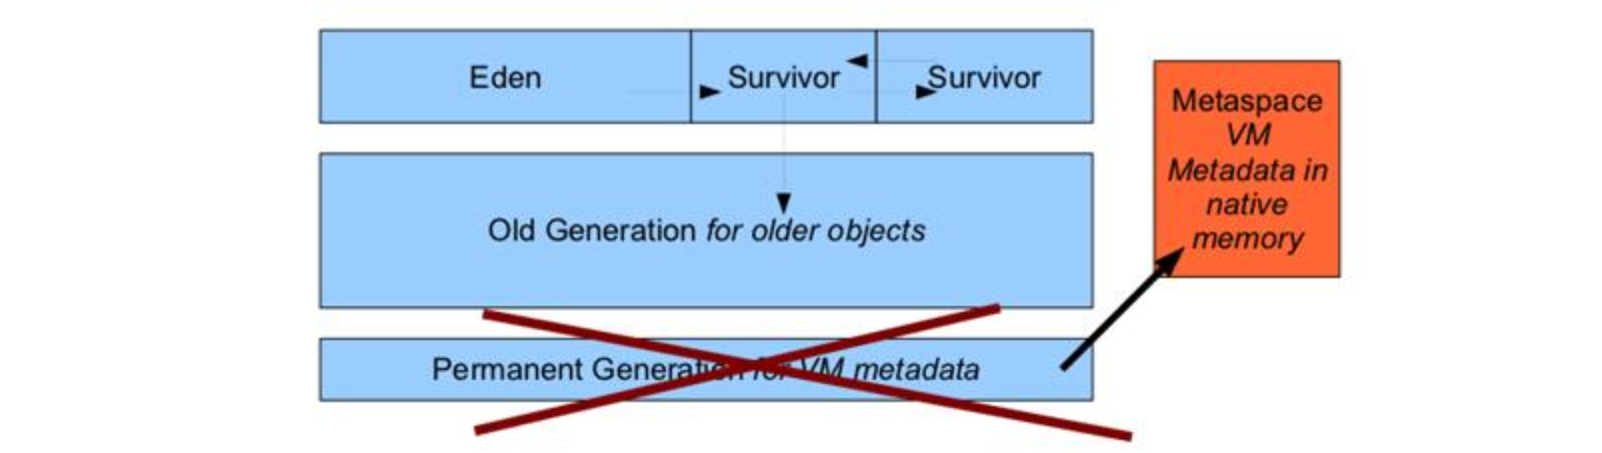 Eden
Survivor
Survivor
Metaspace
VM
Metadata in
native
memory
Old Generation for older objects
Permanent Generation for VM metadata